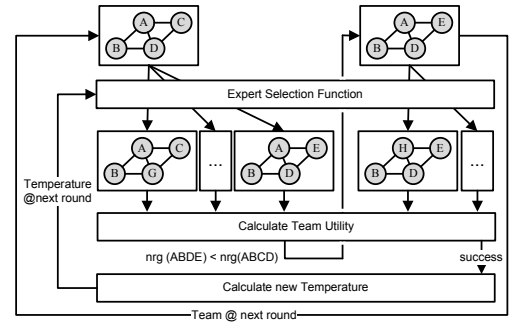 A C
B D
A E
B D
Expert Selection Function
A C
B G
...
A E
B D
H E
B D
...
Temperature
@next round
Calculate Team Utility
nrg (ABDE) < nrg(ABCD)
success
Calculate new Temperature
Team @ next round